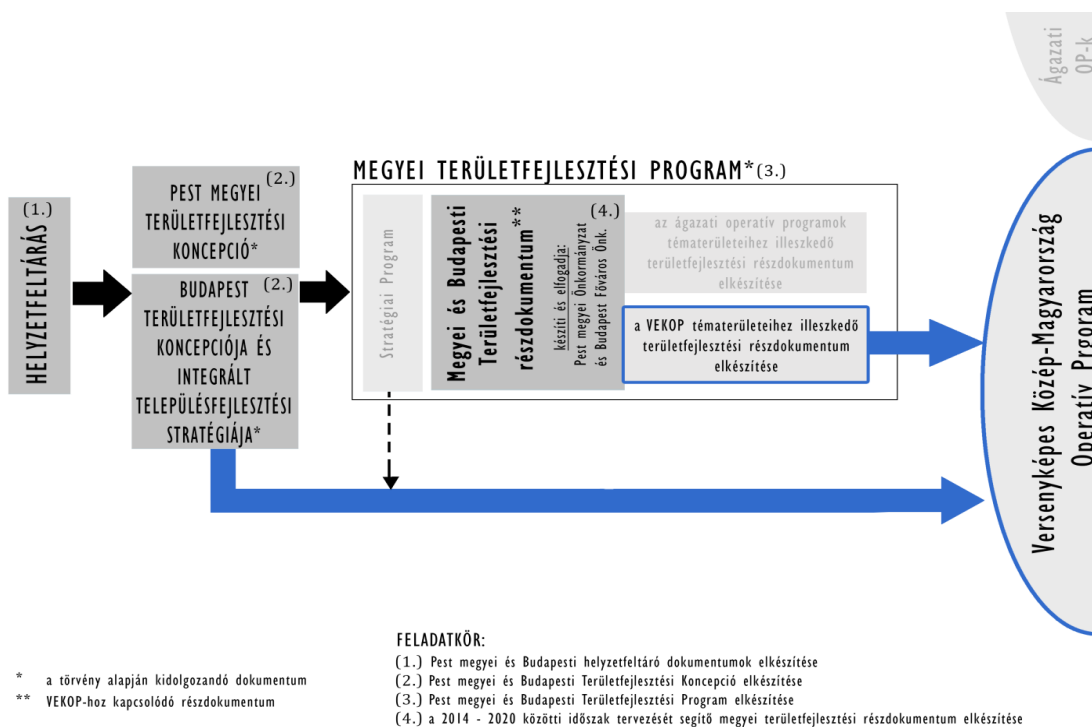 Ágazati
OP-k
MEGYEI TERÜLETFEJLESZTÉSI PROGRAM*(3.)
(1.)
HELYZETFELTÁRÁS
(2.)
PEST MEGYEI
TERÜLETFEJLESZTÉSI
KONCEPCIÓ*
BUDAPEST (2.)
TERÜLETFEJLESZTÉSI
KONCEPCIÓJA ÉS
INTEGRÁLT
TELEPÜLÉSFEJLESZTÉSI
STRATÉGIÁJA*
Stratégiai Program
(4.)
Megyei és Budapesti
Területfejlesztési
részdokumentum**
készíti és elfogadja:
Pest megyei Önkormányzat
és Budapest Főváros Önk.
az ágazati operatív programok
tématerületeihez illeszkedő
területfejlesztési részdokumentum
elkészítése
a VEKOP tématerületeihez illeszkedő
területfejlesztési részdokumentum
elkészítése
Versenyképes Közép-Magyarország
Operatív Prgoram
* a törvény alapján kidolgozandó dokumentum
** VEKOP-hoz kapcsolódó részdokumentum
FELADATKÖR:
(1.) Pest megyei és Budapesti helyzetfeltáró dokumentumok elkészítése
(2.) Pest megyei és Budapesti Területfejlesztési Koncepció elkészítése
(3.) Pest megyei és Budapesti Területfejlesztési Program elkészítése
(4.) a 2014 - 2020 közötti időszak tervezését segítő megyei területfejlesztési részdokumentum elkészítése